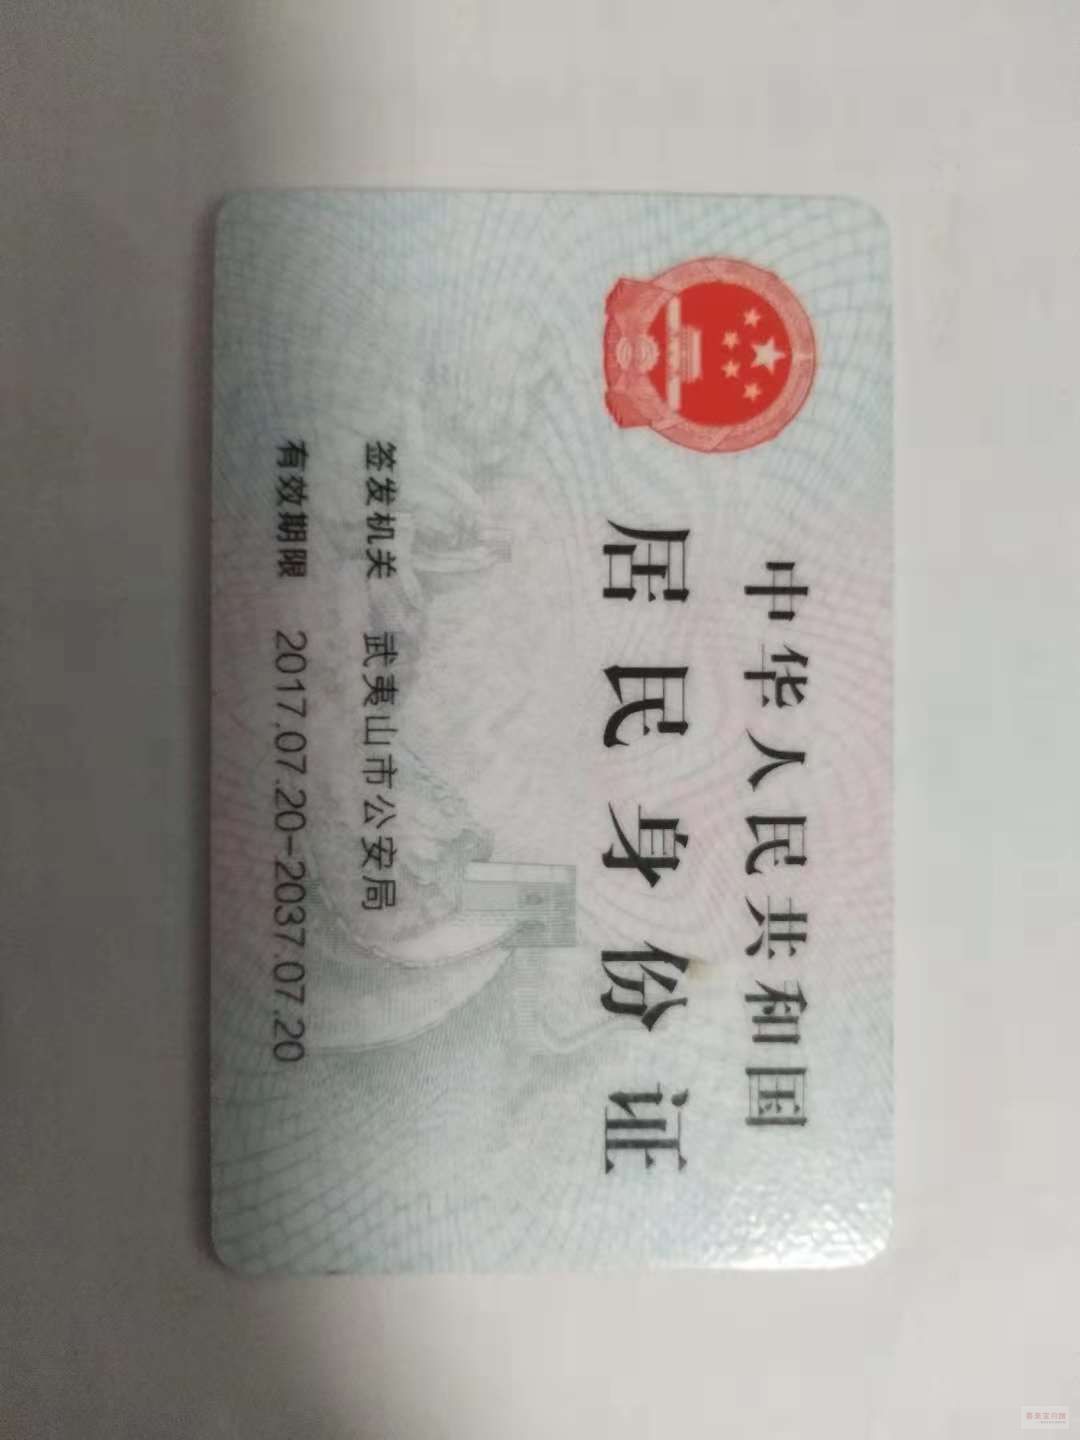 中华人民共和国
居民身份证
签发机关 武夷山市公安局
有效期限 2017.07.20-2037.07.20